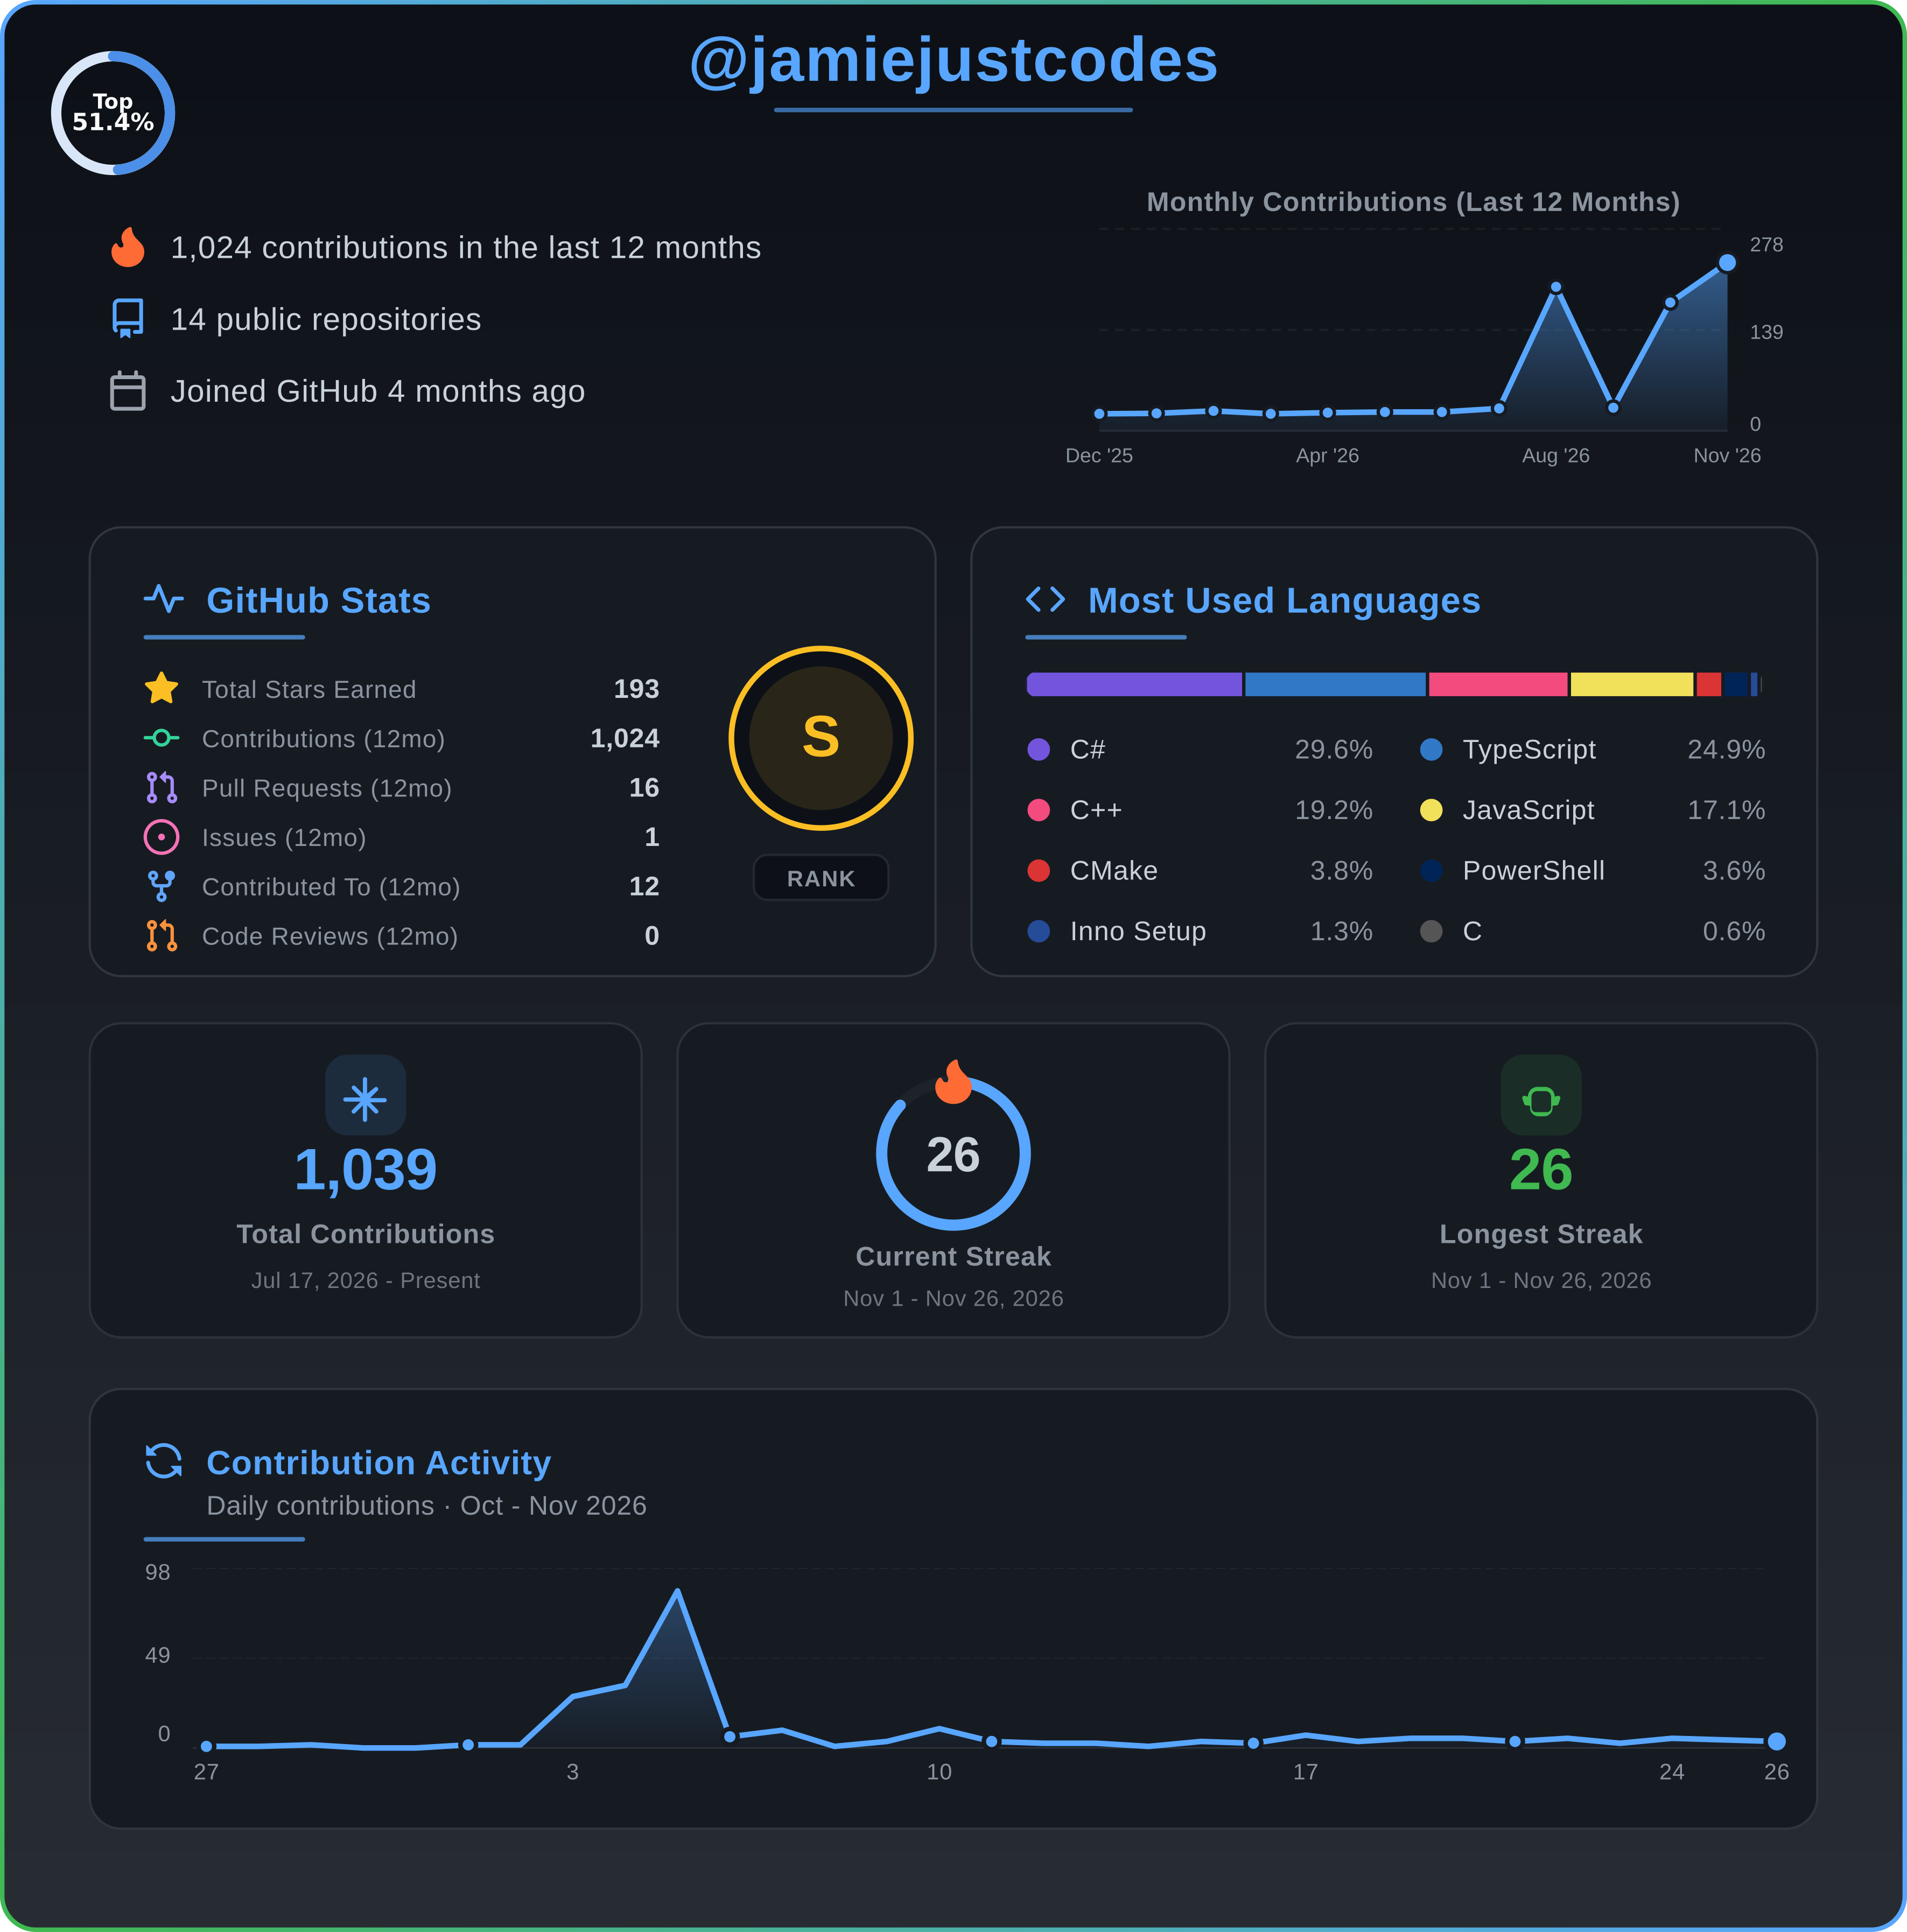 @jamiejustcodes
Top
51.4%
1,024 contributions in the last 12 months
14 public repositories
Joined GitHub 4 months ago
Monthly Contributions (Last 12 Months)
278
139
0
Dec '25 Apr '26 Aug '26 Nov '26
GitHub Stats
Total Stars Earned 193
Contributions (12mo) 1,024
Pull Requests (12mo) 16
Issues (12mo) 1
Contributed To (12mo) 12
Code Reviews (12mo) 0
S
RANK
Most Used Languages
C# 29.6% TypeScript 24.9%
C++ 19.2% JavaScript 17.1%
CMake 3.8% PowerShell 3.6%
Inno Setup 1.3% C 0.6%
1,039
Total Contributions
Jul 17, 2026 - Present
26
Current Streak
Nov 1 - Nov 26, 2026
26
Longest Streak
Nov 1 - Nov 26, 2026
Contribution Activity
Daily contributions · Oct - Nov 2026
98
49
0
27 3 10 17 24 26